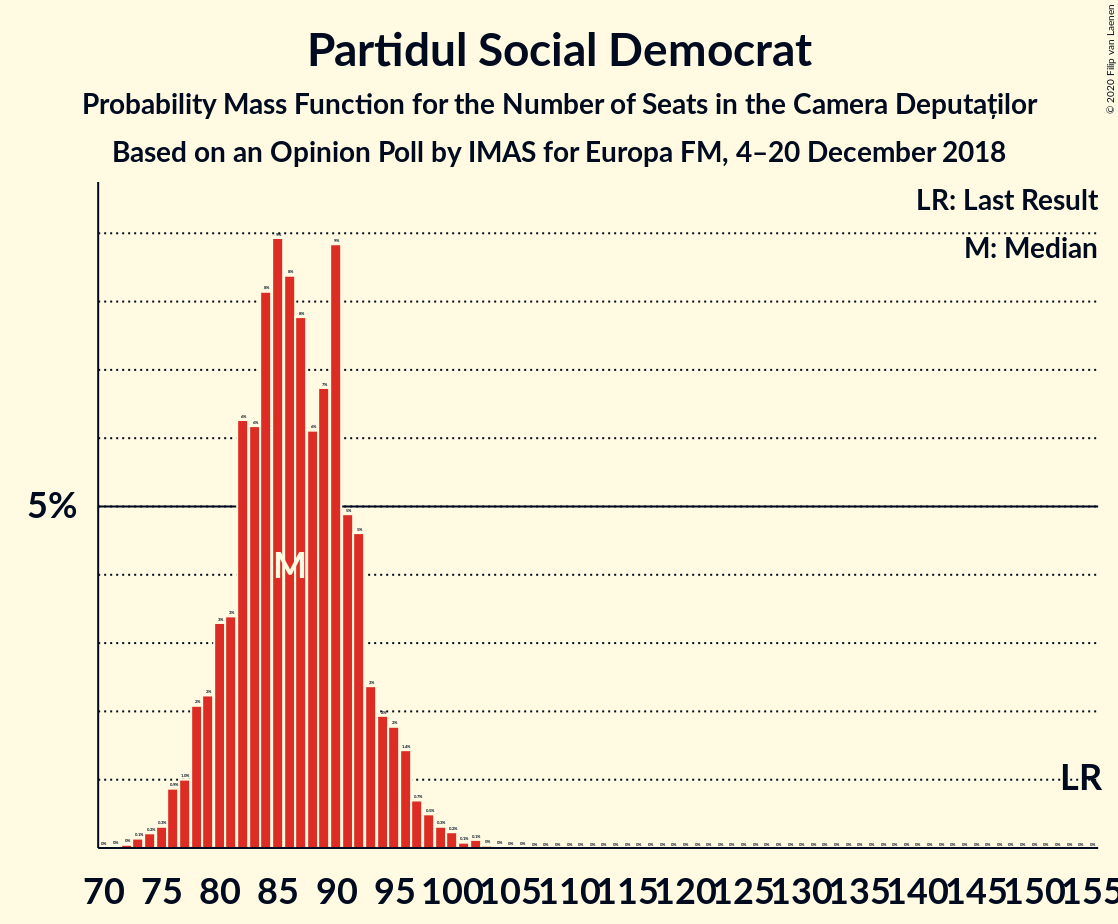 Partidul Social Democrat
Probability Mass Function for the Number of Seats in the Camera Deputaților
Based on an Opinion Poll by IMAS for Europa FM, 4–20 December 2018
© 2020 Filip van Laenen
LR: Last Result
M: Median
5%
M
LR
70 75 80 85 90 95 100 105 110 115 120 125 130 135 140 145 150 155